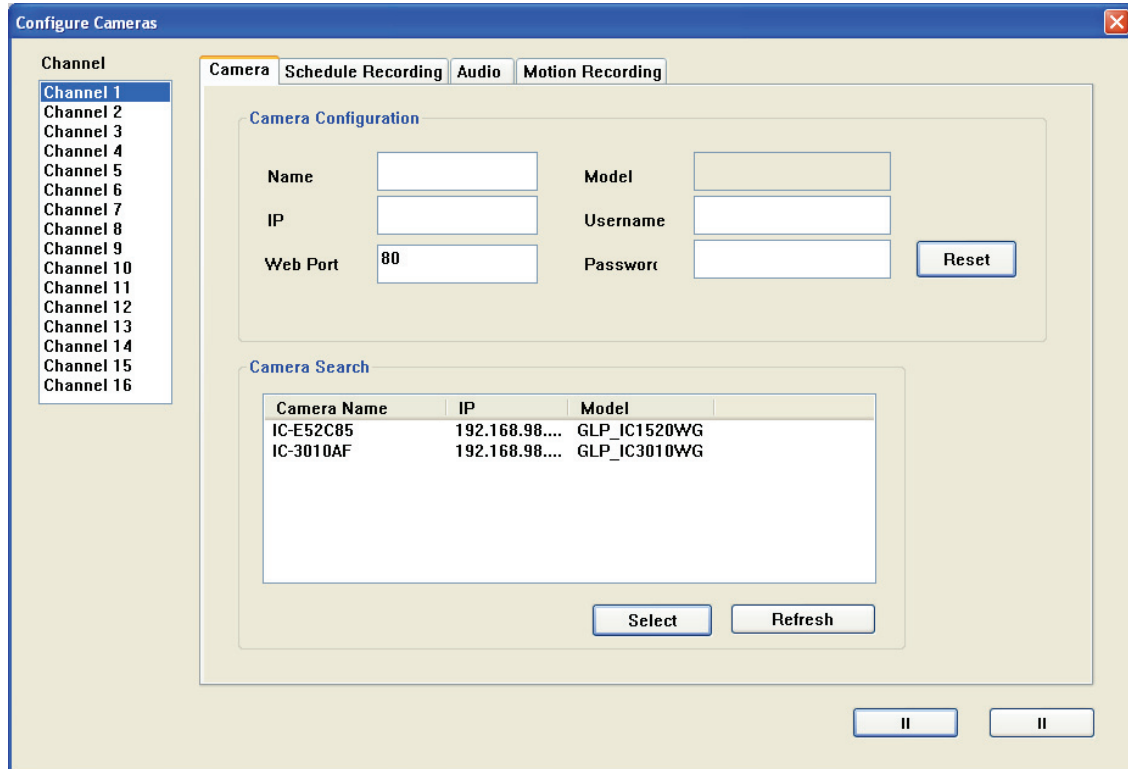 Configure Cameras
Channel
Channel 1
Channel 2
Channel 3
Channel 4
Channel 5
Channel 6
Channel 7
Channel 8
Channel 9
Channel 10
Channel 11
Channel 12
Channel 13
Channel 14
Channel 15
Channel 16
Camera Schedule Recording Audio Motion Recording
Camera Configuration
Name Model
IP Username
Web Port 80 Passwor
Reset
Camera Search
Camera Name IP Model
IC-E52C85 192.168.98.... GLP_IC1520WG
IC-3010AF 192.168.98.... GLP_IC3010WG
Select Refresh
II II